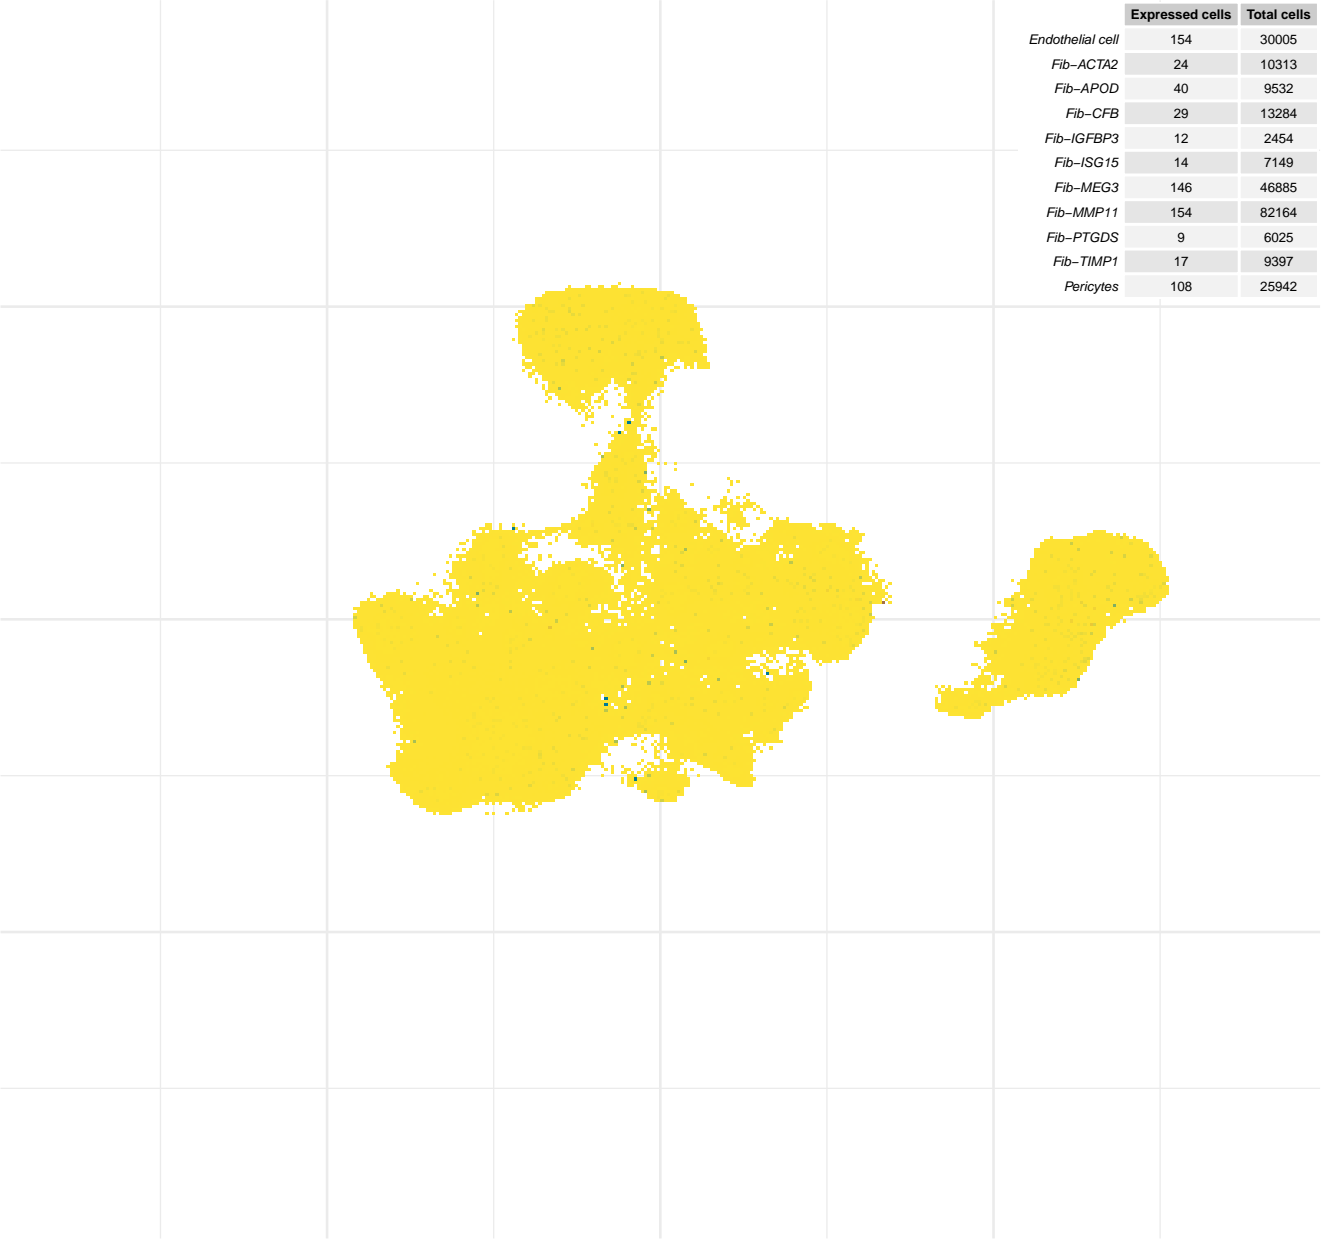 Expressed cells Total cells
Endothelial cell 154 30005
Fib−ACTA2 24 10313
Fib−APOD 40 9532
Fib−CFB 29 13284
Fib−IGFBP3 12 2454
Fib−ISG15 14 7149
Fib−MEG3 146 46885
Fib−MMP11 154 82164
Fib−PTGDS 9 6025
Fib−TIMP1 17 9397
Pericytes 108 25942